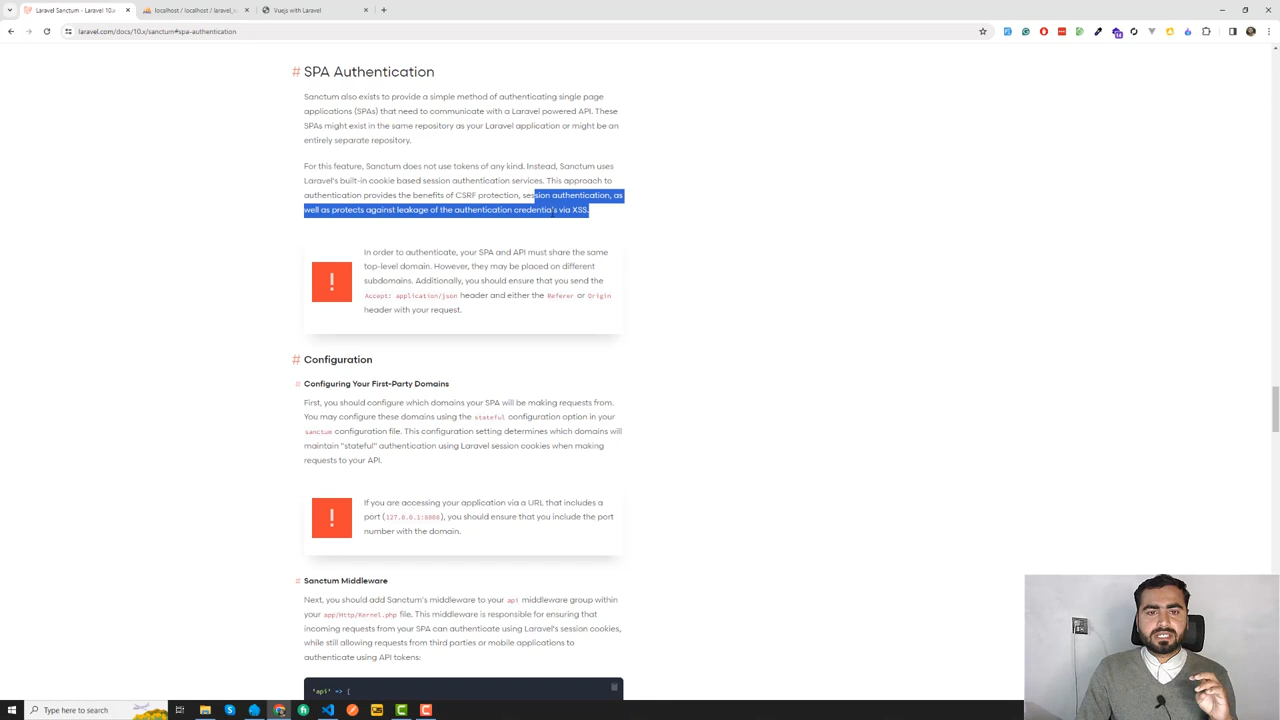 Laravel Sanctum - Laravel 10.x
localhost / localhost / laravel_v
Vuejs with Laravel
laravel.com/docs/10.x/sanctum#spa-authentication
# SPA Authentication
Sanctum also exists to provide a simple method of authenticating single page
applications (SPAs) that need to communicate with a Laravel powered API. These
SPAs might exist in the same repository as your Laravel application or might be an
entirely separate repository.
For this feature, Sanctum does not use tokens of any kind. Instead, Sanctum uses
Laravel's built-in cookie based session authentication services. This approach to
authentication provides the benefits of CSRF protection, session authentication, as
well as protects against leakage of the authentication credentials via XSS.
In order to authenticate, your SPA and API must share the same
top-level domain. However, they may be placed on different
subdomains. Additionally, you should ensure that you send the
Accept: application/json header and either the Referer or Origin
header with your request.
# Configuration
# Configuring Your First-Party Domains
First, you should configure which domains your SPA will be making requests from.
You may configure these domains using the stateful configuration option in your
sanctum configuration file. This configuration setting determines which domains will
maintain "stateful" authentication using Laravel session cookies when making
requests to your API.
If you are accessing your application via a URL that includes a
port (127.0.0.1:8000), you should ensure that you include the port
number with the domain.
# Sanctum Middleware
Next, you should add Sanctum's middleware to your api middleware group within
your app/Http/Kernel.php file. This middleware is responsible for ensuring that
incoming requests from your SPA can authenticate using Laravel's session cookies,
while still allowing requests from third parties or mobile applications to
authenticate using API tokens:
'api' => [
Type here to search